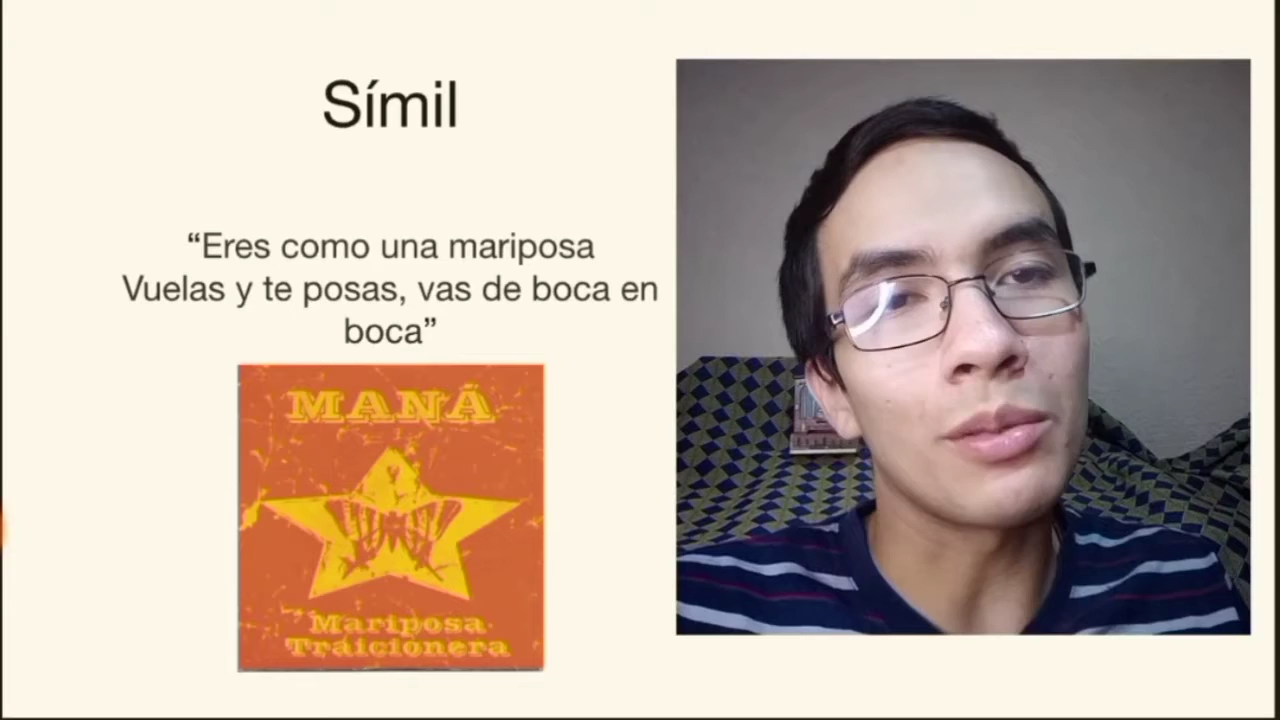 Símil
“Eres como una mariposa
Vuelas y te posas, vas de boca en
boca”
MANÁ
Mariposa
Traicionera